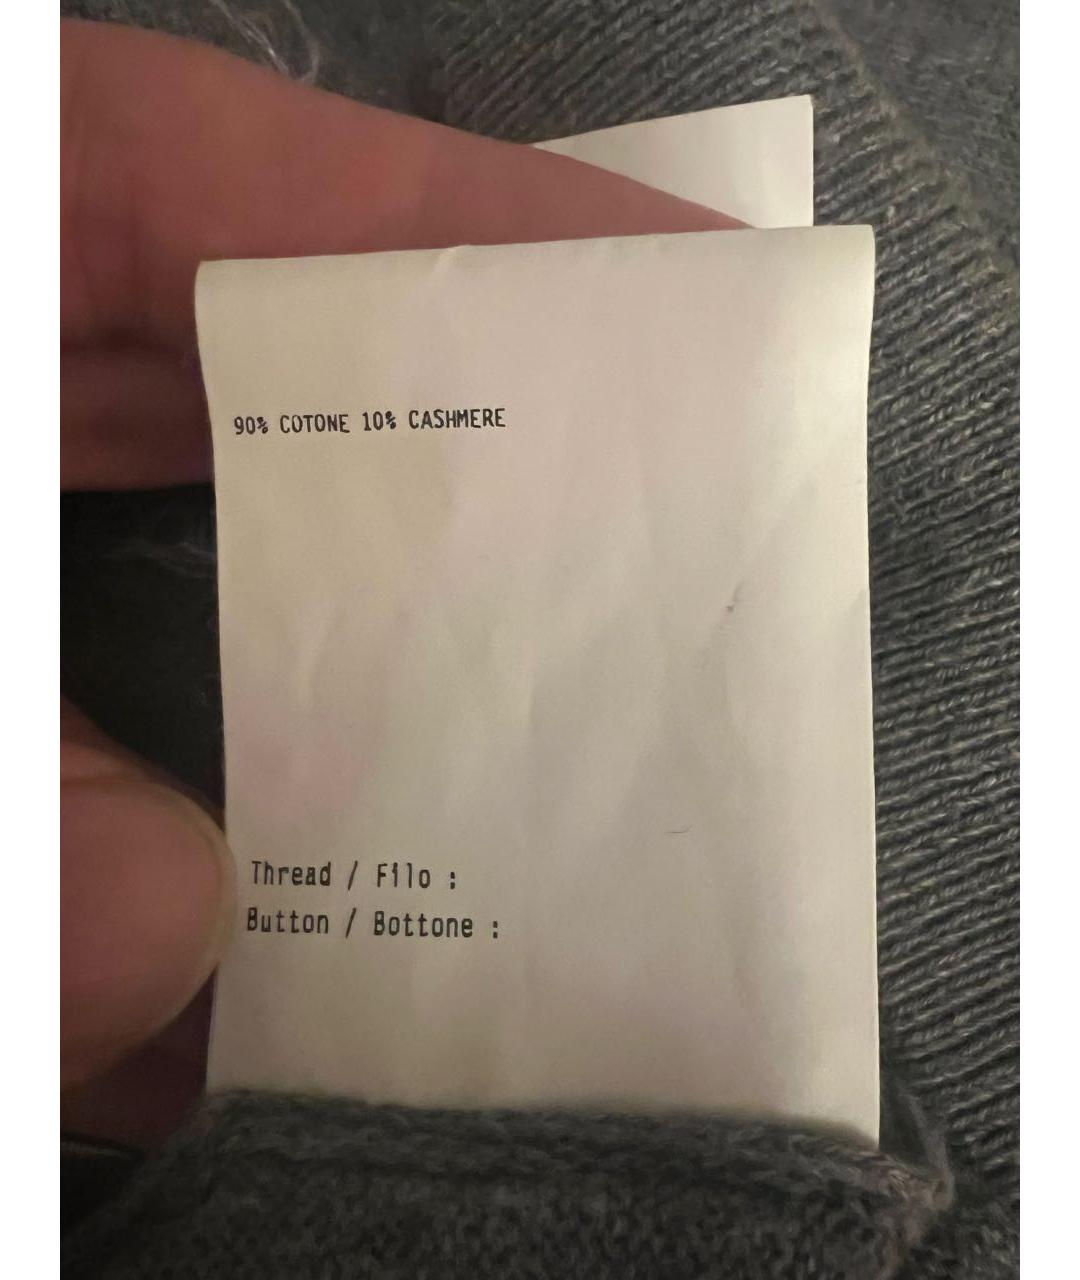 90% COTONE 10% CASHMERE
Thread / Filo :
Button / Bottone :